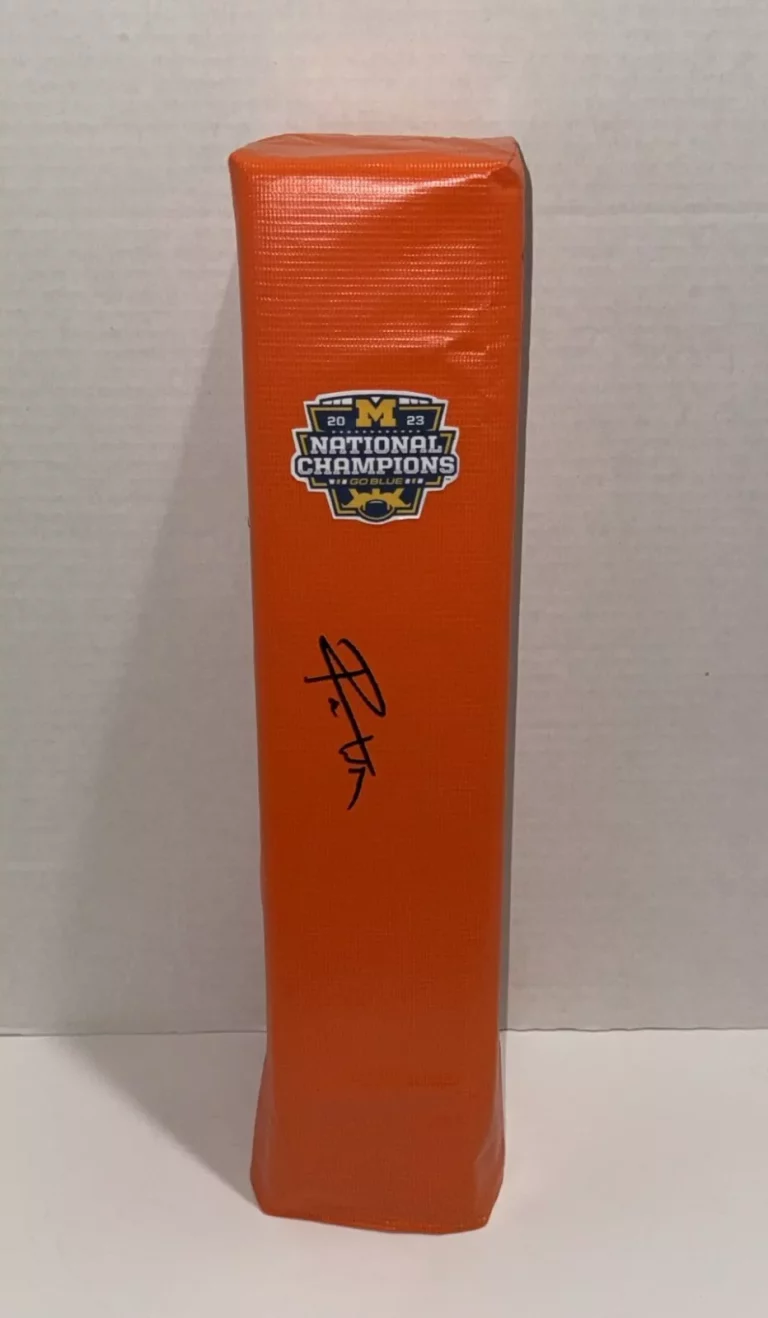 20 M 23
NATIONAL
CHAMPIONS
GO BLUE